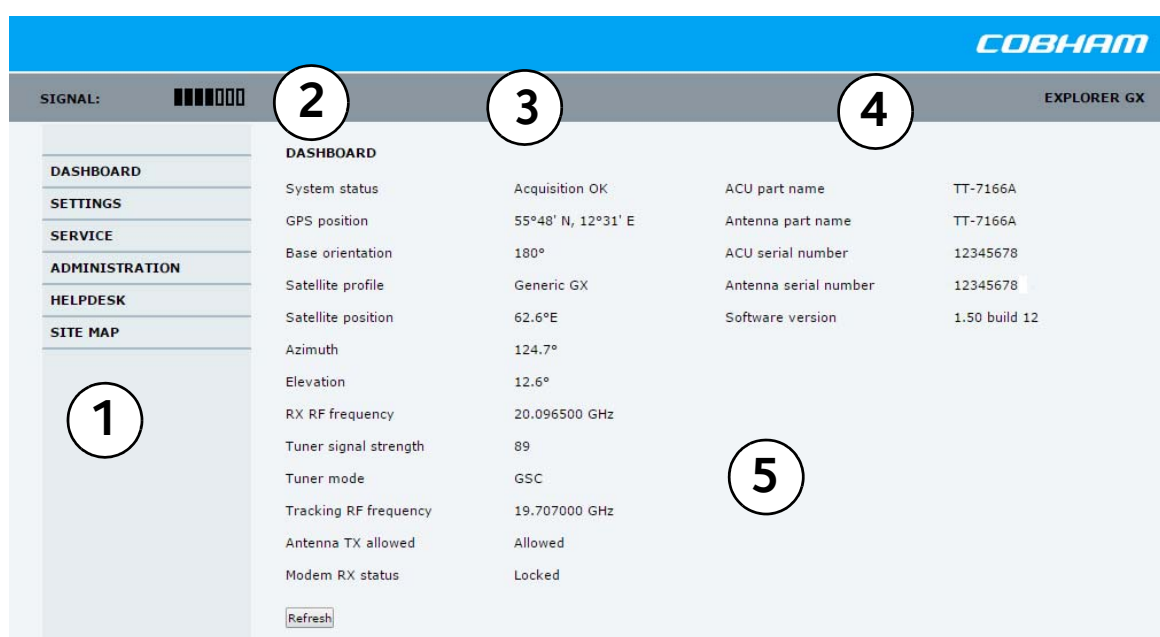 COBHAM
SIGNAL:
2
3
4
EXPLORER GX
DASHBOARD
SETTINGS
SERVICE
ADMINISTRATION
HELPDESK
SITE MAP
1
DASHBOARD
System status Acquisition OK ACU part name TT-7166A
GPS position 55°48' N, 12°31' E Antenna part name TT-7166A
Base orientation 180° ACU serial number 12345678
Satellite profile Generic GX Antenna serial number 12345678
Satellite position 62.6°E Software version 1.50 build 12
Azimuth 124.7°
Elevation 12.6°
RX RF frequency 20.096500 GHz
Tuner signal strength 89
Tuner mode GSC
Tracking RF frequency 19.707000 GHz
Antenna TX allowed Allowed
Modem RX status Locked
5
Refresh